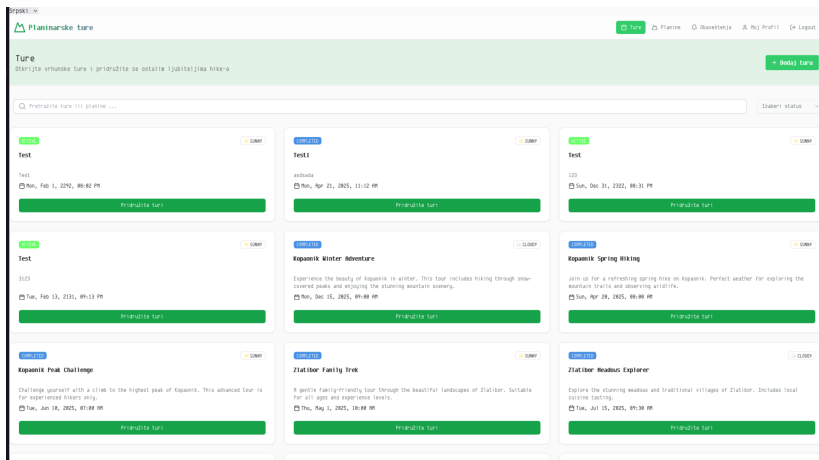 Srpski
Planinarske ture
Ture
Planine
Obaveštenja
Moj Profil
Logout
Ture
Otkrijte vrhunske ture i pridružite se ostalim ljubiteljima hike-a
+ Dodaj turu
Pretražite ture ili planine ...
Izaberi status
ACTIVE
SUNNY
Test
Test
Mon, Feb 1, 2292, 08:02 PM
Pridružite turi
COMPLETED
SUNNY
Test1
asdsada
Mon, Apr 21, 2025, 11:12 AM
Pridružite turi
ACTIVE
SUNNY
Test
123
Sun, Dec 31, 2322, 08:31 PM
Pridružite turi
ACTIVE
SUNNY
Test
3123
Tue, Feb 13, 2131, 09:13 PM
Pridružite turi
COMPLETED
CLOUDY
Kopaonik Winter Adventure
Experience the beauty of Kopaonik in winter. This tour includes hiking through snow-
covered peaks and enjoying the stunning mountain scenery.
Mon, Dec 15, 2025, 09:00 AM
Pridružite turi
COMPLETED
SUNNY
Kopaonik Spring Hiking
Join us for a refreshing spring hike on Kopaonik. Perfect weather for exploring the
mountain trails and observing wildlife.
Sun, Apr 20, 2025, 08:00 AM
Pridružite turi
COMPLETED
SUNNY
Kopaonik Peak Challenge
Challenge yourself with a climb to the highest peak of Kopaonik. This advanced tour is
for experienced hikers only.
Tue, Jun 10, 2025, 07:00 AM
Pridružite turi
COMPLETED
SUNNY
Zlatibor Family Trek
A gentle family-friendly tour through the beautiful landscapes of Zlatibor. Suitable
for all ages and experience levels.
Thu, May 1, 2025, 10:00 AM
Pridružite turi
COMPLETED
CLOUDY
Zlatibor Meadows Explorer
Explore the stunning meadows and traditional villages of Zlatibor. Includes local
cuisine tasting.
Tue, Jul 15, 2025, 09:30 AM
Pridružite turi